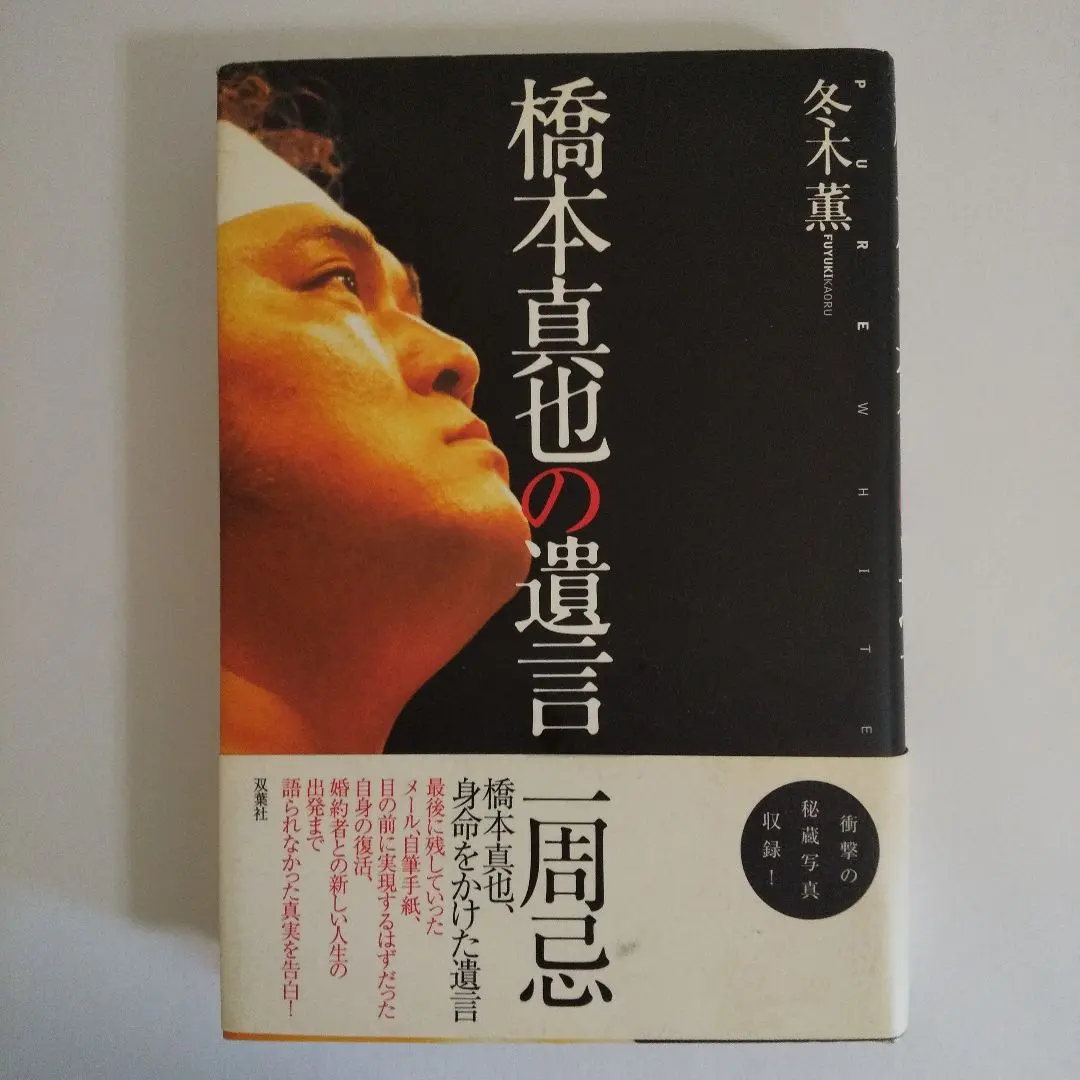 冬木薫
FUYUKIKAORU
PURE WHITE
橋本真也の遺言
衝撃の
秘蔵写真
収録!
一周忌
橋本真也、
身命をかけた遺言
最後に残していった
メール、自筆手紙、
目の前に実現するはずだった
自身の復活、
婚約者との新しい人生の
出発まで
語られなかった真実を告白!
双葉社